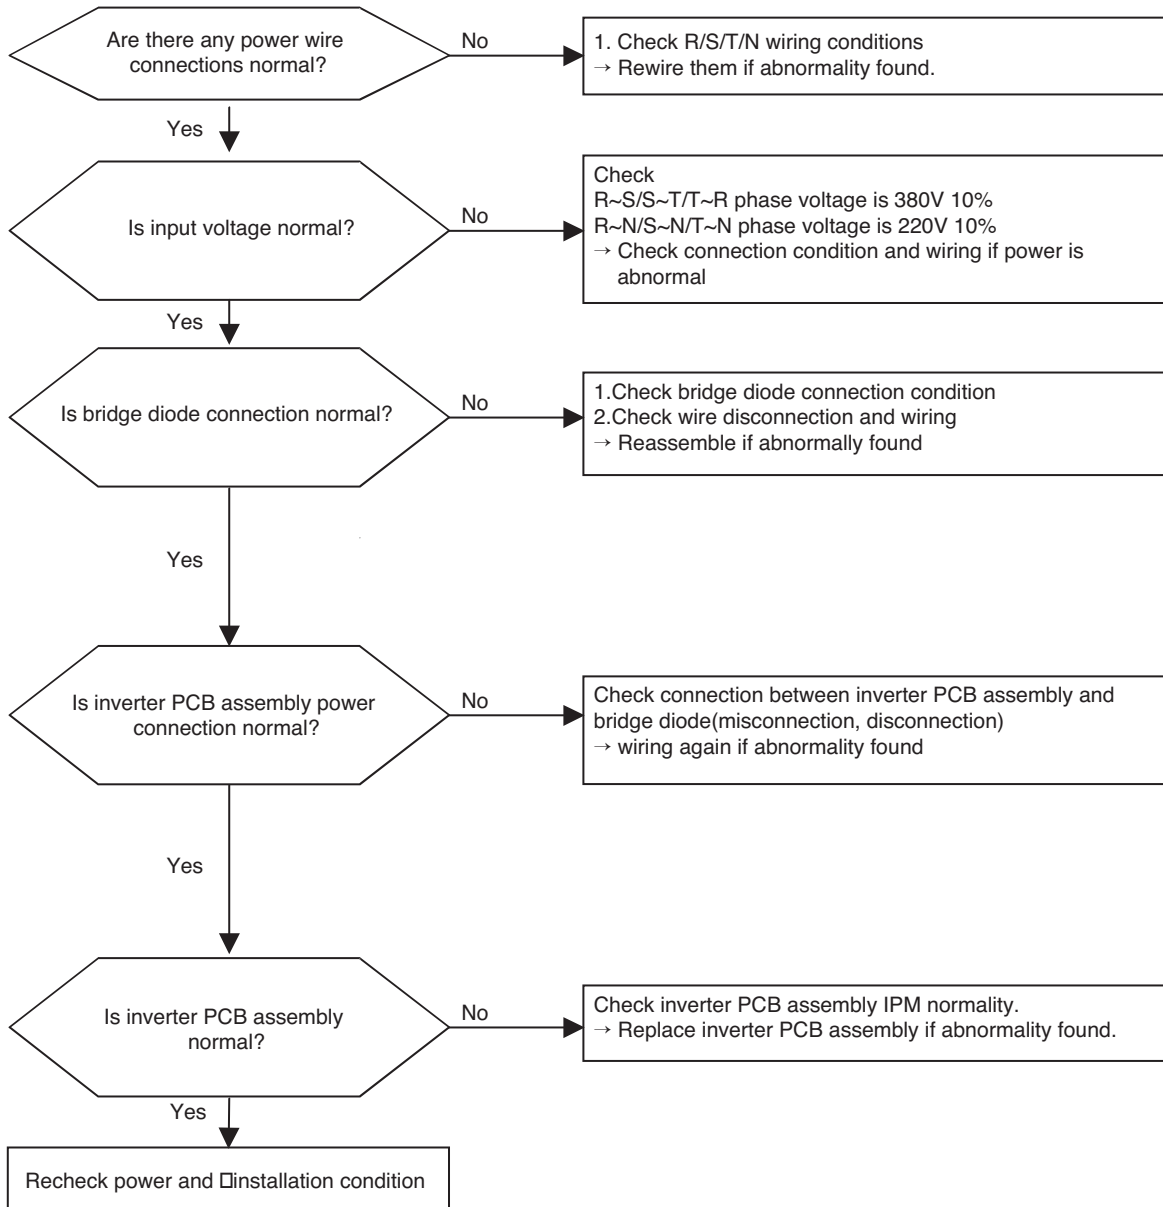 Are there any power wire
connections normal?
No
1. Check R/S/T/N wiring conditions
→ Rewire them if abnormality found.
Yes
Is input voltage normal?
No
Check
R~S/S~T/T~R phase voltage is 380V 10%
R~N/S~N/T~N phase voltage is 220V 10%
→ Check connection condition and wiring if power is
abnormal
Yes
Is bridge diode connection normal?
No
1.Check bridge diode connection condition
2.Check wire disconnection and wiring
→ Reassemble if abnormally found
Yes
Is inverter PCB assembly power
connection normal?
No
Check connection between inverter PCB assembly and
bridge diode(misconnection, disconnection)
→ wiring again if abnormality found
Yes
Is inverter PCB assembly
normal?
No
Check inverter PCB assembly IPM normality.
→ Replace inverter PCB assembly if abnormality found.
Yes
Recheck power and □installation condition